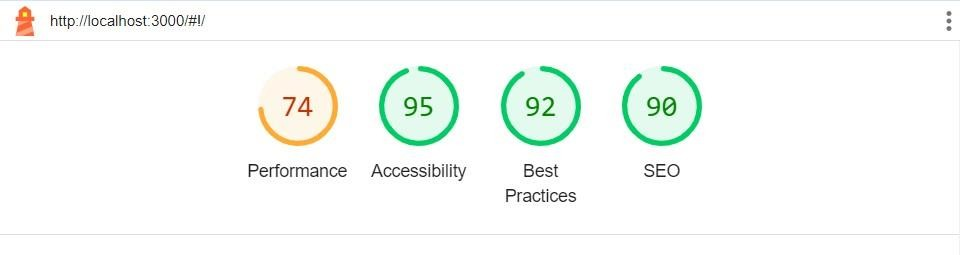 http://localhost:3000/#!/
74 95 92 90
Performance Accessibility Best SEO
Practices